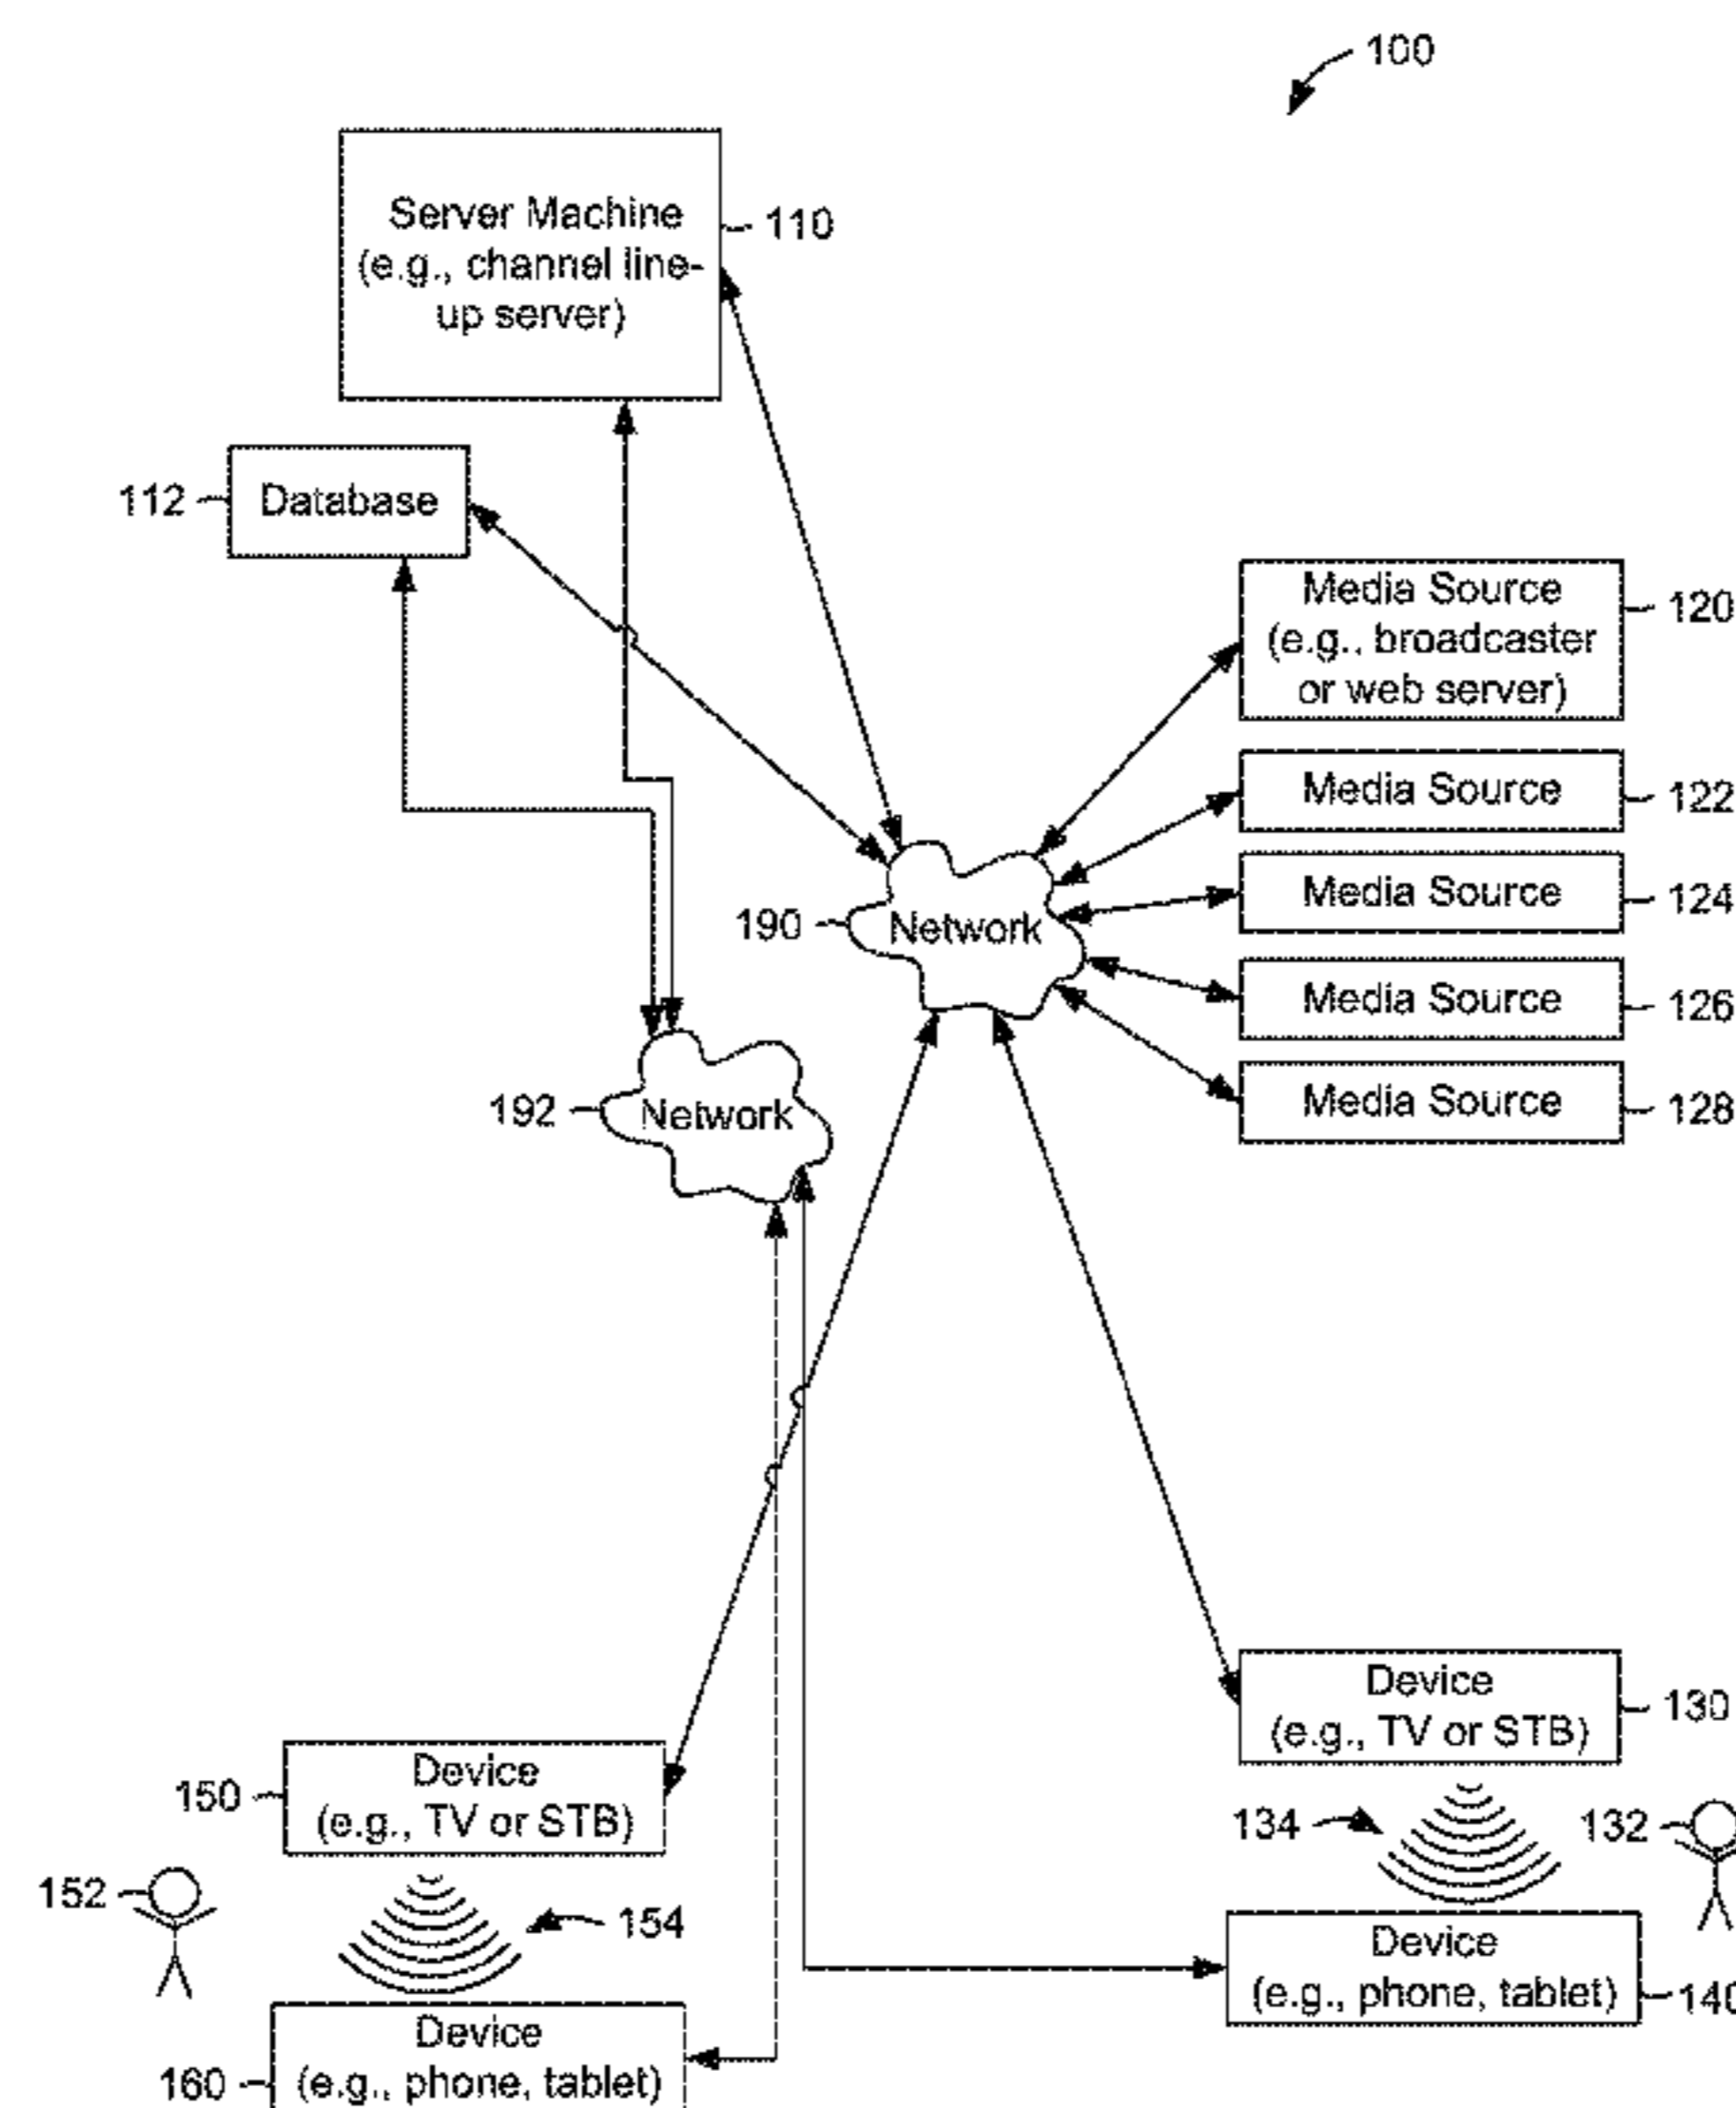 100
Server Machine
(e.g., channel line-
up server)
110
112
Database
Media Source
(e.g., broadcaster
or web server)
120
Media Source
122
Media Source
124
190
Network
Media Source
126
192
Network
Media Source
128
Device
(e.g., TV or STB)
130
150
Device
(e.g., TV or STB)
134
132
152
154
Device
(e.g., phone, tablet)
140
160
Device
(e.g., phone, tablet)